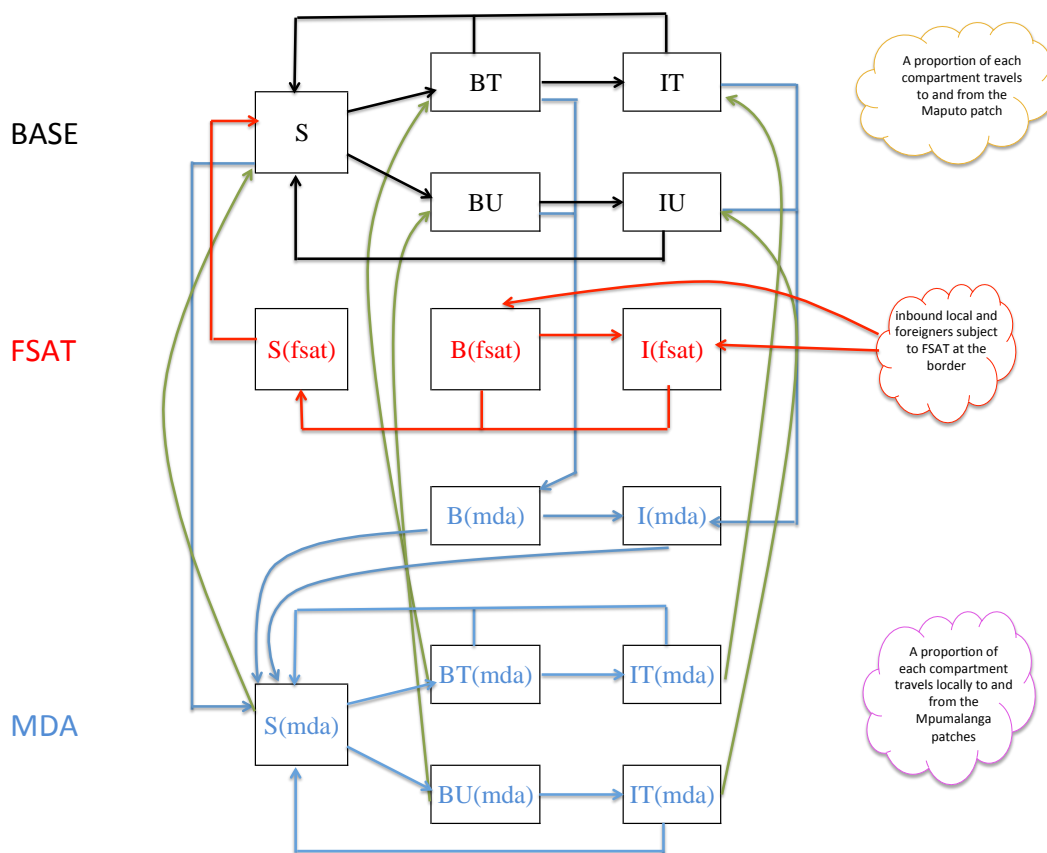 BASE
S
BT
IT
BU
IU
A proportion of each
compartment travels
to and from the
Maputo patch
FSAT
S(fsat)
B(fsat)
I(fsat)
inbound local and
foreigners subject
to FSAT at the
border
B(mda)
I(mda)
MDA
S(mda)
BT(mda)
IT(mda)
BU(mda)
IT(mda)
A proportion of
each compartment
travels locally to and
from the
Mpumalanga
patches